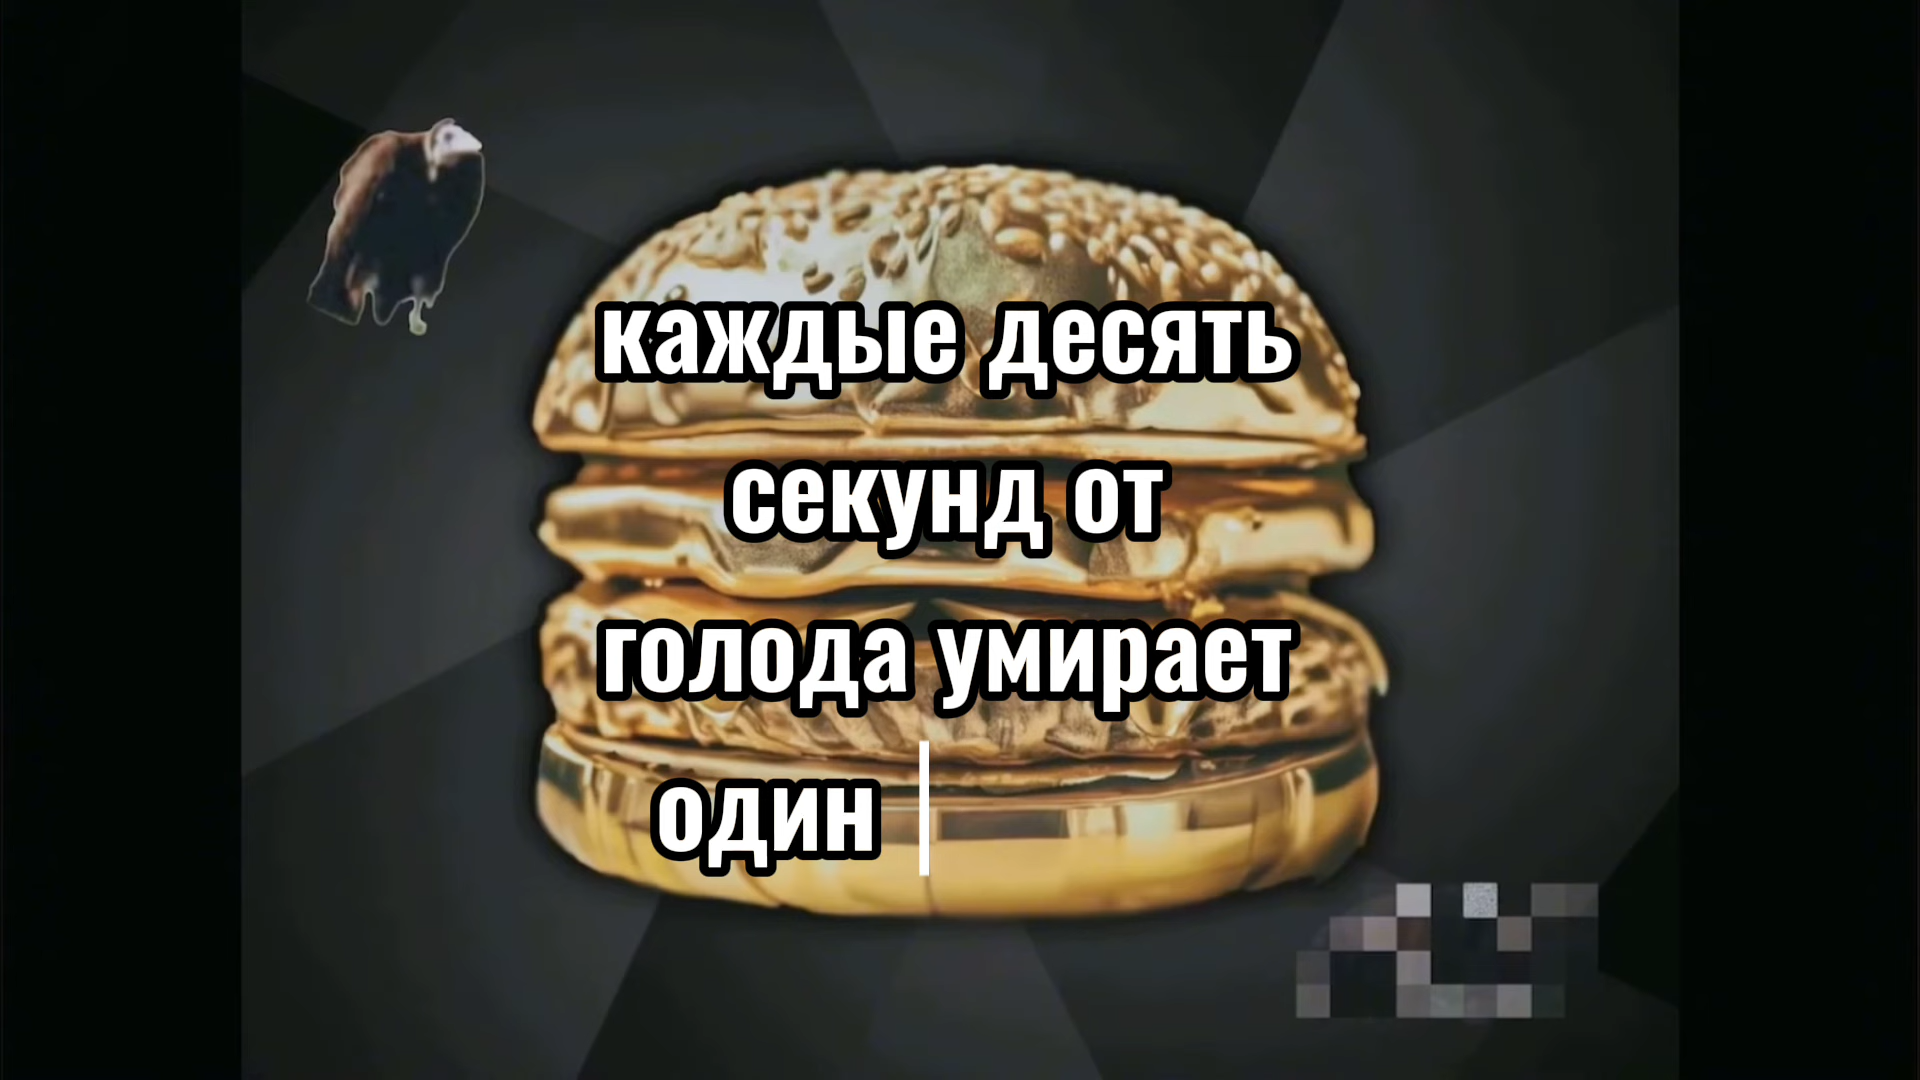 каждые десять
секунд от
голода умирает
один